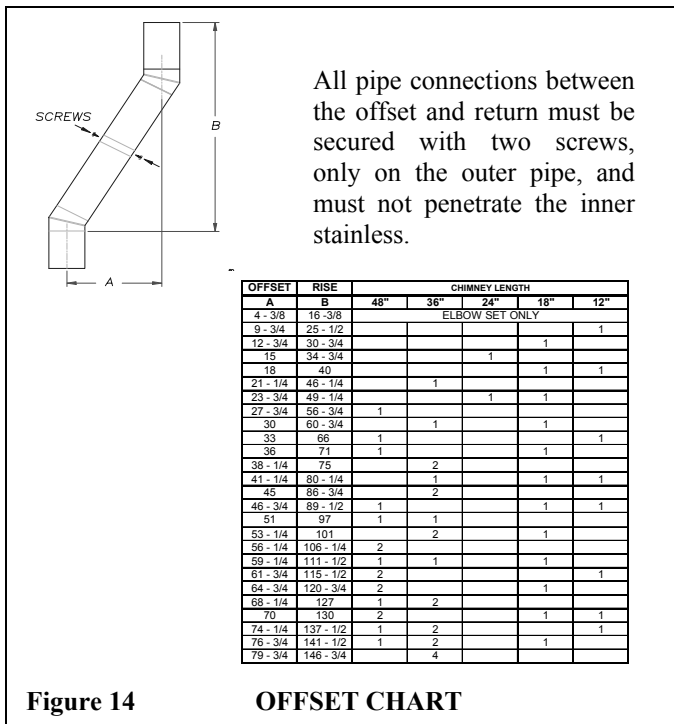 SCREWS
B
A
All pipe connections between
the offset and return must be
secured with two screws,
only on the outer pipe, and
must not penetrate the inner
stainless.
OFFSET RISE CHIMNEY LENGTH
A B 48" 36" 24" 18" 12"
4 - 3/8 16 -3/8 ELBOW SET ONLY
9 - 3/4 25 - 1/2 1
12 - 3/4 30 - 3/4 1
15 34 - 3/4 1
18 40 1 1
21 - 1/4 46 - 1/4 1
23 - 3/4 49 - 1/4 1 1
27 - 3/4 56 - 3/4 1
30 60 - 3/4 1 1
33 66 1 1
36 71 1 1
38 - 1/4 75 2
41 - 1/4 80 - 1/4 1 1 1
45 86 - 3/4 2
46 - 3/4 89 - 1/2 1 1 1
51 97 1 1
53 - 1/4 101 2 1
56 - 1/4 106 - 1/4 2
59 - 1/4 111 - 1/2 1 1 1
61 - 3/4 115 - 1/2 2 1
64 - 3/4 120 - 3/4 2 1
68 - 1/4 127 1 2
70 130 2 1 1
74 - 1/4 137 - 1/2 1 2 1
76 - 3/4 141 - 1/2 1 2 1
79 - 3/4 146 - 3/4 4
Figure 14 OFFSET CHART